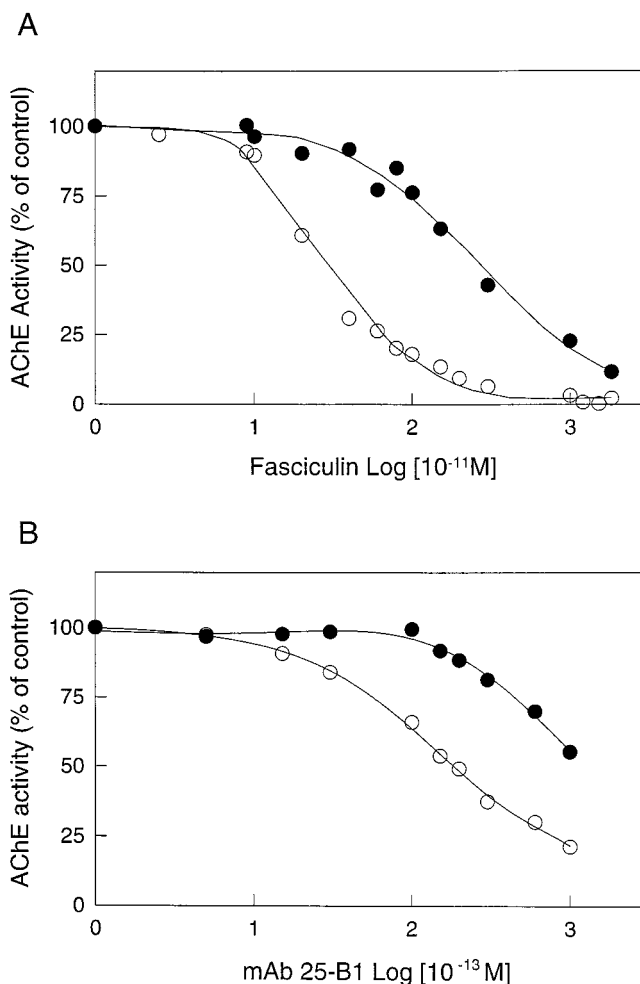 A
AChE Activity (% of control)
100
75
50
25
0
0 1 2 3
Fasciculin Log [10⁻¹¹M]
B
AChE activity (% of control)
100
75
50
25
0
0 1 2 3
mAb 25-B1 Log [10⁻¹³M]